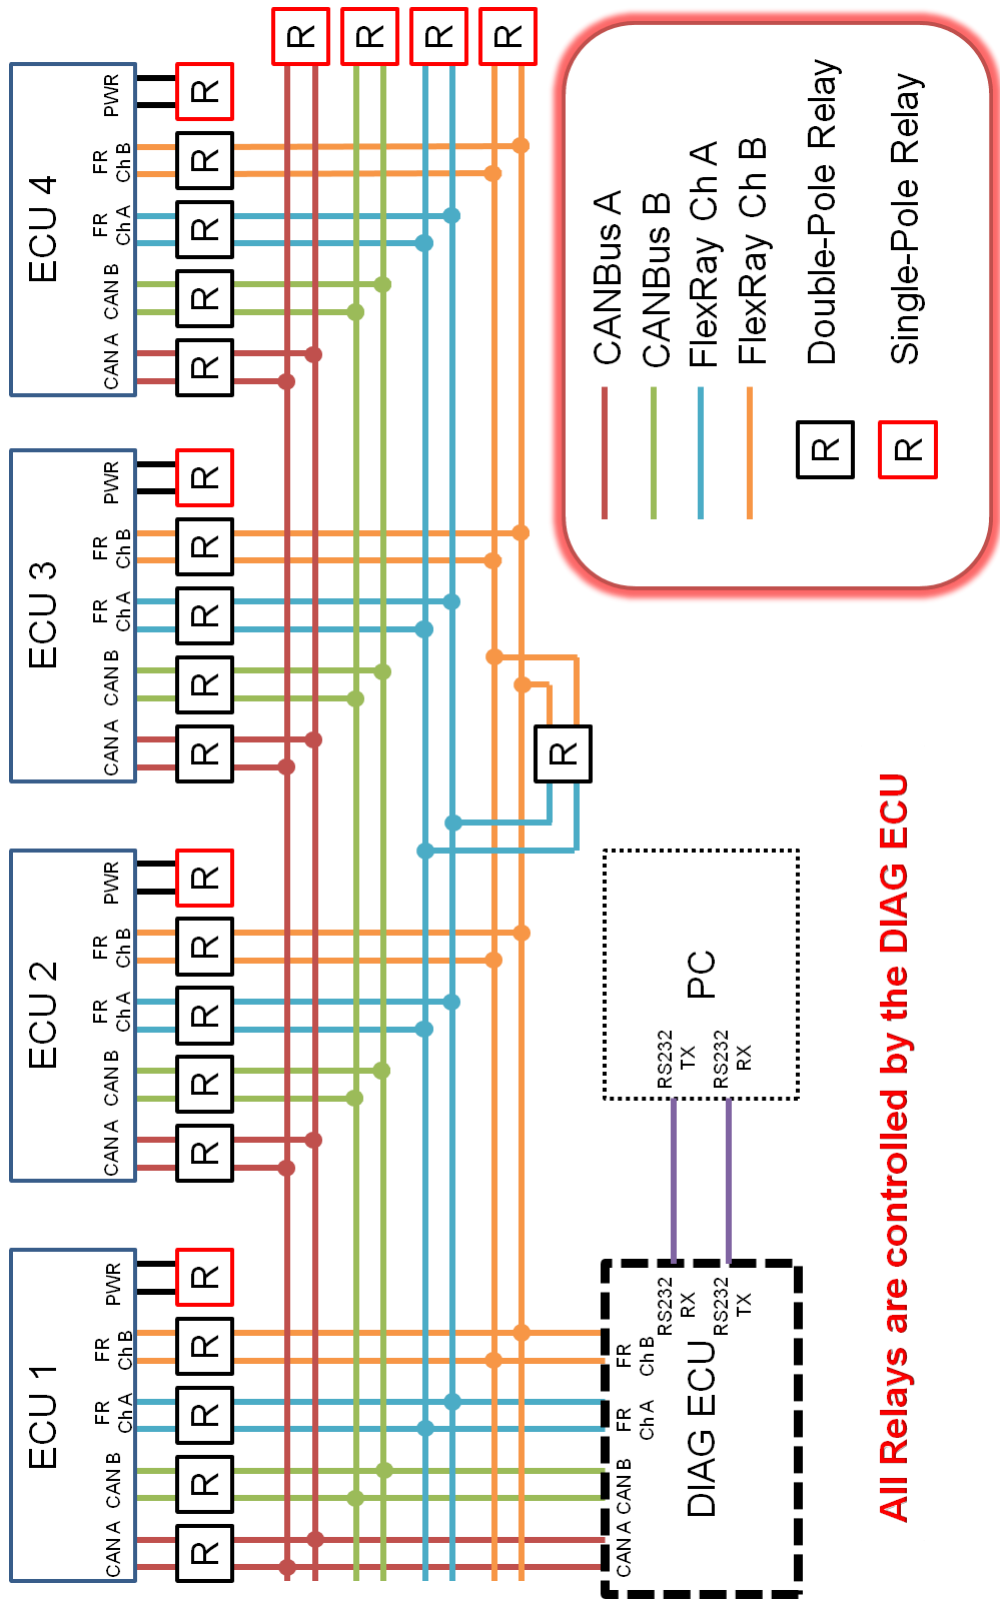 ECU 1
CAN A
CAN B
FR
Ch A
FR
Ch B
PWR
R
R
R
R
R
ECU 2
CAN A
CAN B
FR
Ch A
FR
Ch B
PWR
R
R
R
R
R
ECU 3
CAN A
CAN B
FR
Ch A
FR
Ch B
PWR
R
R
R
R
R
ECU 4
CAN A
CAN B
FR
Ch A
FR
Ch B
PWR
R
R
R
R
R
R
R
R
R
R
CAN A
CAN B
FR
Ch A
FR
Ch B
RS232
RX
RS232
TX
DIAG ECU
RS232
TX
RS232
RX
PC
CANBus A
CANBus B
FlexRay Ch A
FlexRay Ch B
R Double-Pole Relay
R Single-Pole Relay
All Relays are controlled by the DIAG ECU